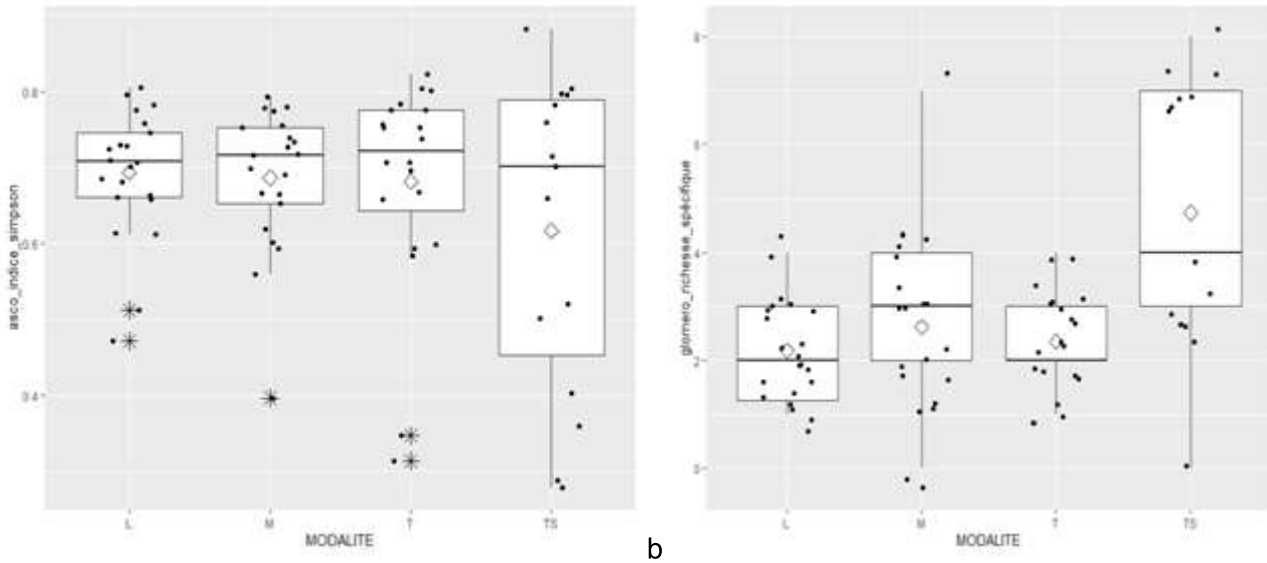 asco_indice_simpson
0.8
0.6
0.4
L M T TS
MODALITE
b
glomero_richesse_spécifique
8
6
4
2
0
L M T TS
MODALITE